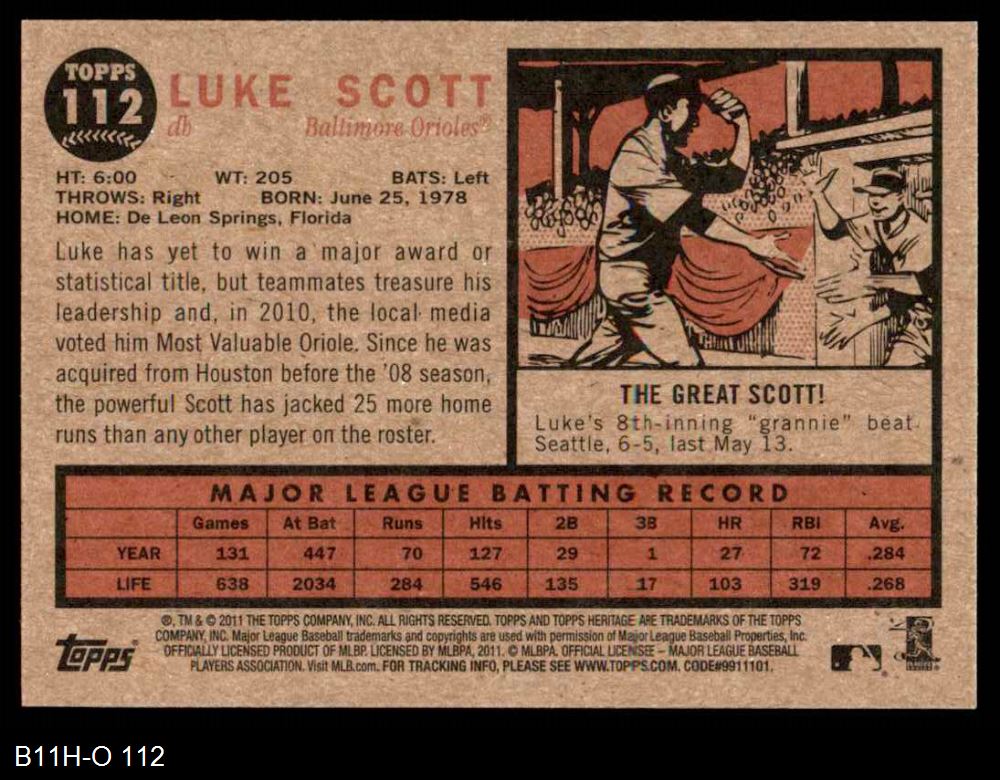 TOPPS
112
LUKE SCOTT
dh Baltimore Orioles®
HT: 6:00 WT: 205 BATS: Left
THROWS: Right BORN: June 25, 1978
HOME: De Leon Springs, Florida
Luke has yet to win a major award or
statistical title, but teammates treasure his
leadership and, in 2010, the local media
voted him Most Valuable Oriole. Since he was
acquired from Houston before the '08 season,
the powerful Scott has jacked 25 more home
runs than any other player on the roster.
THE GREAT SCOTT!
Luke's 8th-inning "grannie" beat
Seattle, 6-5, last May 13.
MAJOR LEAGUE BATTING RECORD
Games At Bat Runs Hits 2B 3B HR RBI Avg.
YEAR 131 447 70 127 29 1 27 72 .284
LIFE 638 2034 284 546 135 17 103 319 .268
®, TM & © 2011 THE TOPPS COMPANY, INC. ALL RIGHTS RESERVED. TOPPS AND TOPPS HERITAGE ARE TRADEMARKS OF THE TOPPS
COMPANY, INC. Major League Baseball trademarks and copyrights are used with permission of Major League Baseball Properties, Inc.
OFFICIALLY LICENSED PRODUCT OF MLBP. LICENSED BY MLBPA, 2011. © MLBPA. OFFICIAL LICENSEE – MAJOR LEAGUE BASEBALL
PLAYERS ASSOCIATION. Visit MLB.com. FOR TRACKING INFO, PLEASE SEE WWW.TOPPS.COM. CODE#9911101.
topps®
B11H-O 112